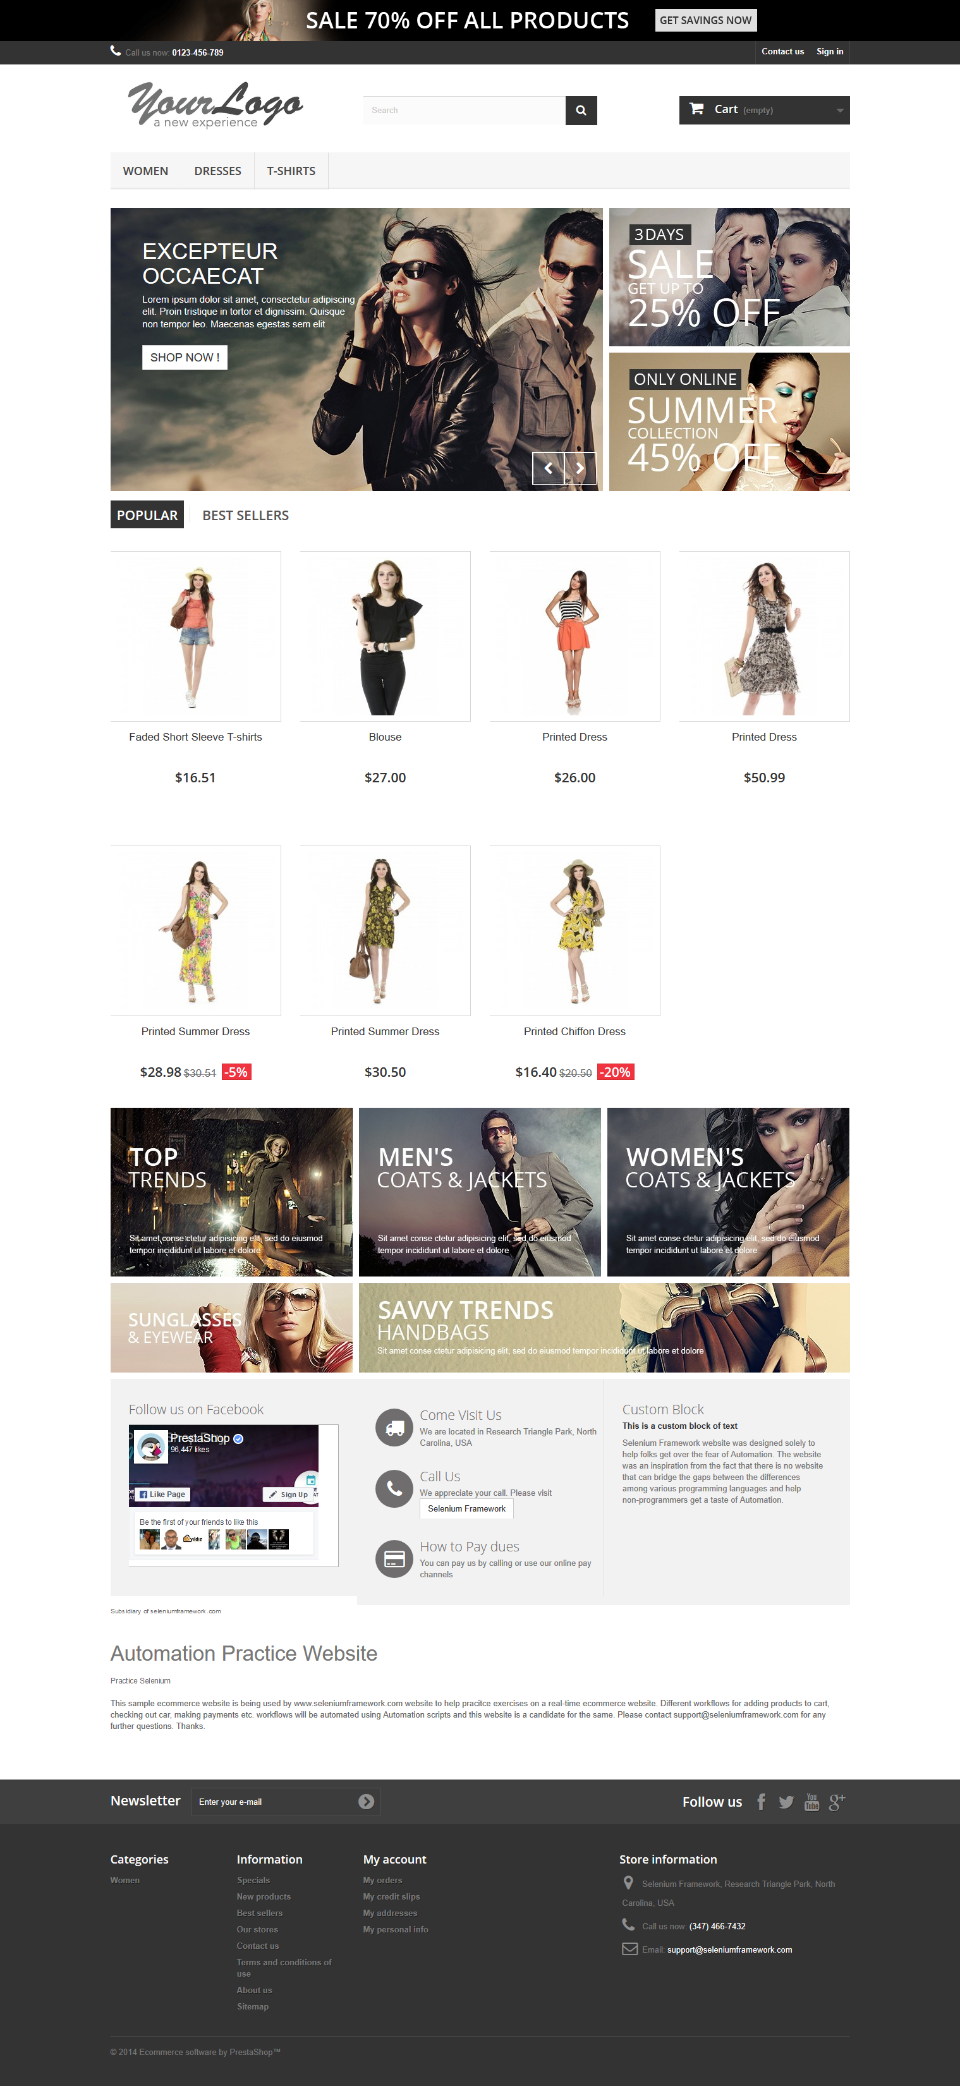 SALE 70% OFF ALL PRODUCTS
GET SAVINGS NOW
Call us now: 0123-456-789
Contact us
Sign in
YourLogo
a new experience
Search
Cart (empty)
WOMEN
DRESSES
T-SHIRTS
EXCEPTEUR
OCCAECAT
Lorem ipsum dolor sit amet, consectetur adipiscing
elit. Proin tristique in tortor et dignissim. Quisque
non tempor leo. Maecenas egestas sem elit
SHOP NOW !
3 DAYS
SALE
GET UP TO
25% OFF
ONLY ONLINE
SUMMER
COLLECTION
45% OFF
POPULAR
BEST SELLERS
Faded Short Sleeve T-shirts
Blouse
Printed Dress
Printed Dress
$16.51
$27.00
$26.00
$50.99
Printed Summer Dress
Printed Summer Dress
Printed Chiffon Dress
$28.98 $30.51 -5%
$30.50
$16.40 $20.50 -20%
TOP
TRENDS
Sit amet conse ctetur adipisicing elit, sed do eiusmod
tempor incididunt ut labore et dolore
MEN'S
COATS & JACKETS
Sit amet conse ctetur adipisicing elit, sed do eiusmod
tempor incididunt ut labore et dolore
WOMEN'S
COATS & JACKETS
Sit amet conse ctetur adipisicing elit, sed do eiusmod
tempor incididunt ut labore et dolore
SUNGLASSES
& EYEWEAR
SAVVY TRENDS
HANDBAGS
Sit amet conse ctetur adipisicing elit, sed do eiusmod tempor incididunt ut labore et dolore
Follow us on Facebook
PrestaShop
96,447 likes
Like Page
Sign Up
Be the first of your friends to like this
Come Visit Us
We are located in Research Triangle Park, North
Carolina, USA
Call Us
We appreciate your call. Please visit
Selenium Framework
How to Pay dues
You can pay us by calling or use our online pay
channels
Custom Block
This is a custom block of text
Selenium Framework website was designed solely to
help folks get over the fear of Automation. The website
was an inspiration from the fact that there is no website
that can bridge the gaps between the differences
among various programming languages and help
non-programmers get a taste of Automation.
Subsidiary of seleniumframework.com
Automation Practice Website
Practice Selenium
This sample ecommerce website is being used by www.seleniumframework.com website to help pracitce exercises on a real-time ecommerce website. Different workflows for adding products to cart,
checking out car, making payments etc. workflows will be automated using Automation scripts and this website is a candidate for the same. Please contact support@seleniumframework.com for any
further questions. Thanks.
Newsletter
Enter your e-mail
Follow us
Categories
Women
Information
Specials
New products
Best sellers
Our stores
Contact us
Terms and conditions of
use
About us
Sitemap
My account
My orders
My credit slips
My addresses
My personal info
Store information
Selenium Framework, Research Triangle Park, North
Carolina, USA
Call us now: (347) 466-7432
Email: support@seleniumframework.com
© 2014 Ecommerce software by PrestaShop™